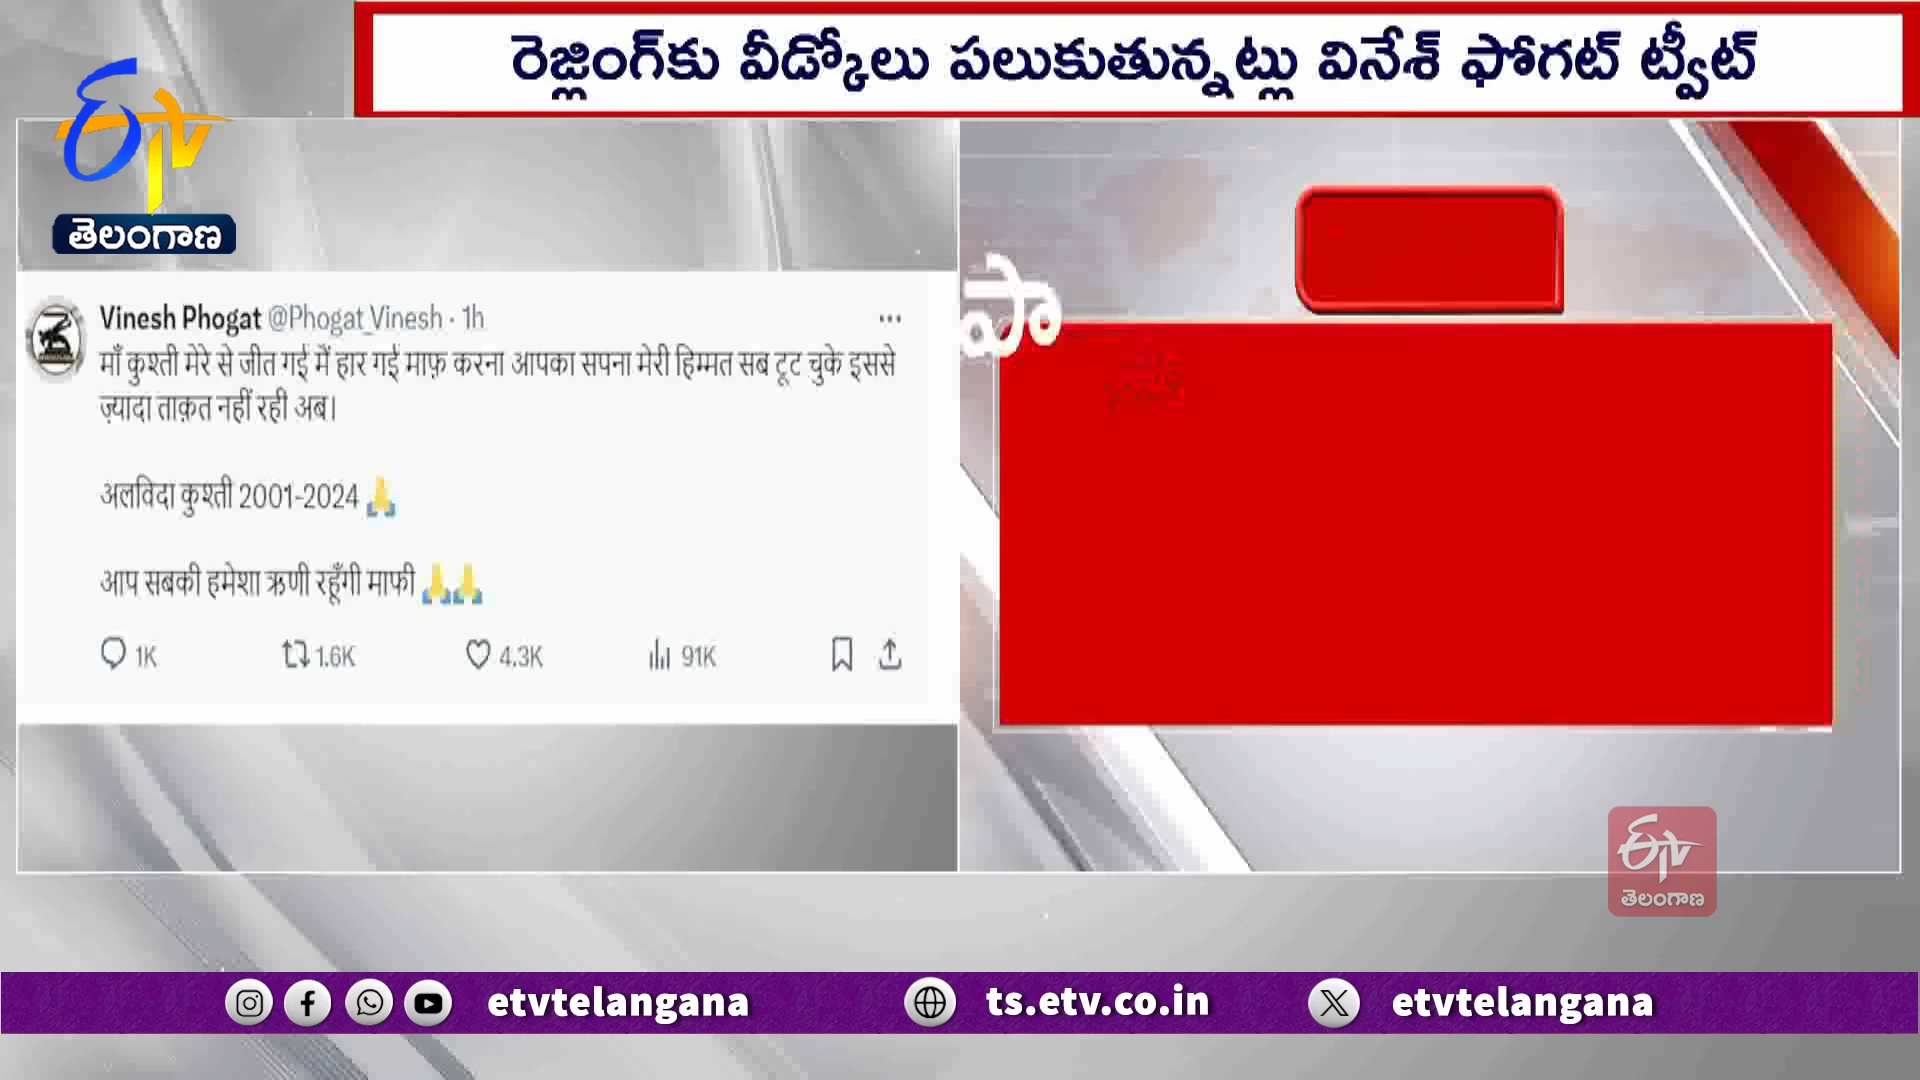 రెజ్లింగ్‌కు వీడ్కోలు పలుకుతున్నట్లు వినేశ్ ఫోగట్ ట్వీట్
ETV
తెలంగాణ
Vinesh Phogat @Phogat_Vinesh · 1h
माँ कुश्ती मेरे से जीत गई मैं हार गई माफ़ करना आपका सपना मेरी हिम्मत सब टूट चुके इससे
ज़्यादा ताक़त नहीं रही अब।
अलविदा कुश्ती 2001-2024 🙏
आप सबकी हमेशा ऋणी रहूँगी माफी 🙏🙏
1K 1.6K 4.3K 91K
పా
ETV
తెలంగాణ
etvtelangana ts.etv.co.in etvtelangana